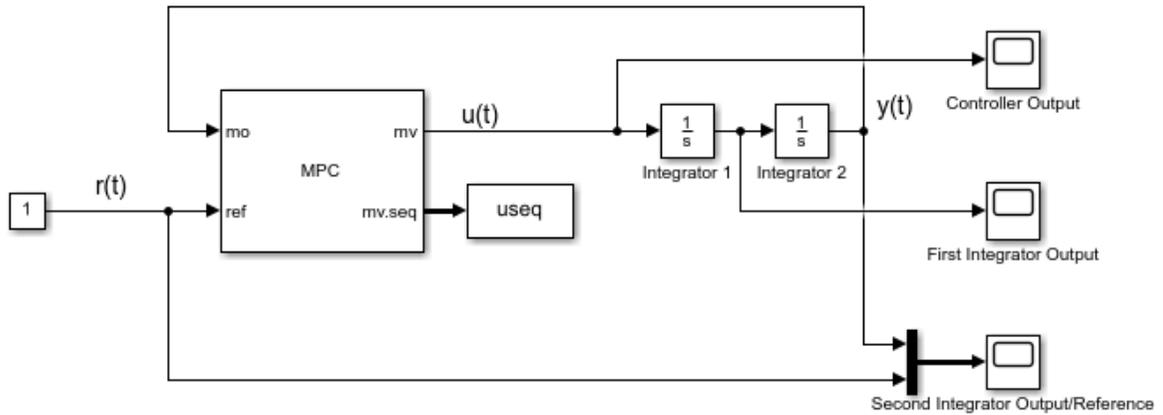 Controller Output
u(t)
y(t)
mo
mv
1
s
1
s
Integrator 1
Integrator 2
MPC
r(t)
1
ref
mv.seq
useq
First Integrator Output
Second Integrator Output/Reference